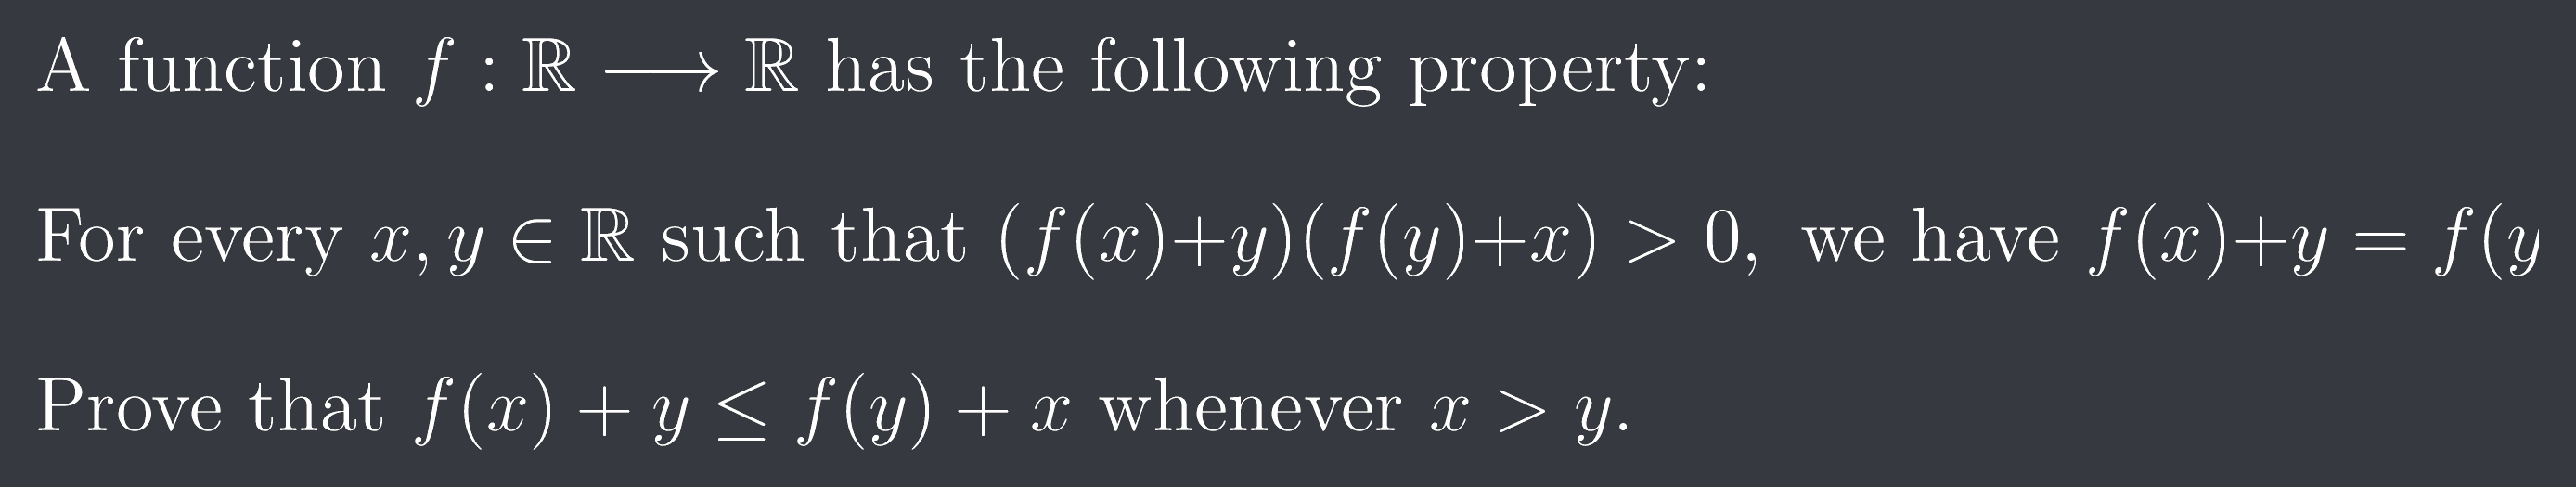 A function f : ℝ ⟶ ℝ has the following property:
For every x, y ∈ ℝ such that (f(x)+y)(f(y)+x) > 0, we have f(x)+y = f(y
Prove that f(x) + y ≤ f(y) + x whenever x > y.